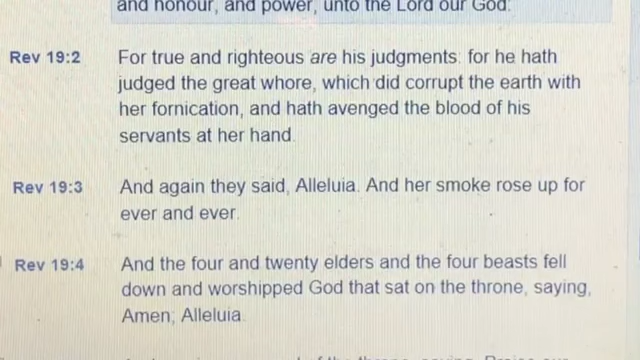 and honour, and power, unto the Lord our God:
Rev 19:2 For true and righteous are his judgments: for he hath
judged the great whore, which did corrupt the earth with
her fornication, and hath avenged the blood of his
servants at her hand.
Rev 19:3 And again they said, Alleluia. And her smoke rose up for
ever and ever.
Rev 19:4 And the four and twenty elders and the four beasts fell
down and worshipped God that sat on the throne, saying,
Amen; Alleluia.